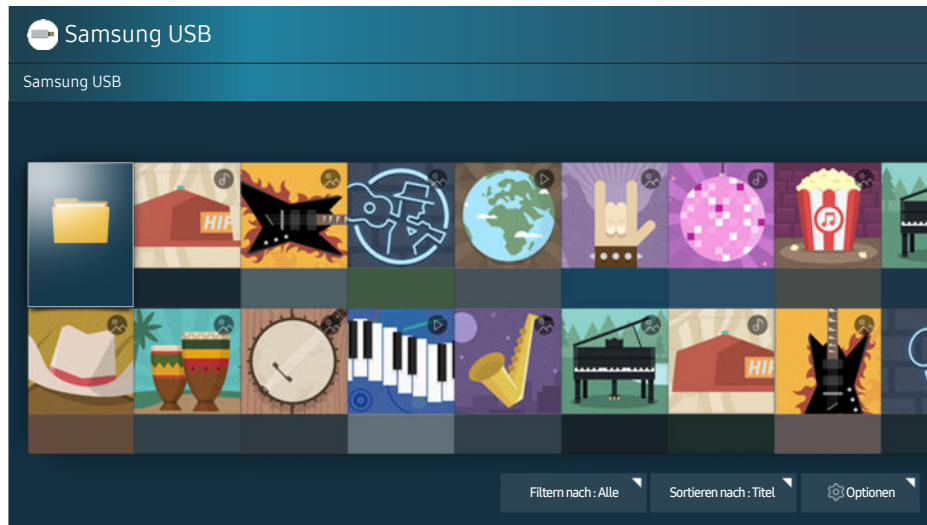 Samsung USB
Samsung USB
HIP
HIP
Filtern nach : Alle
Sortieren nach : Titel
Optionen